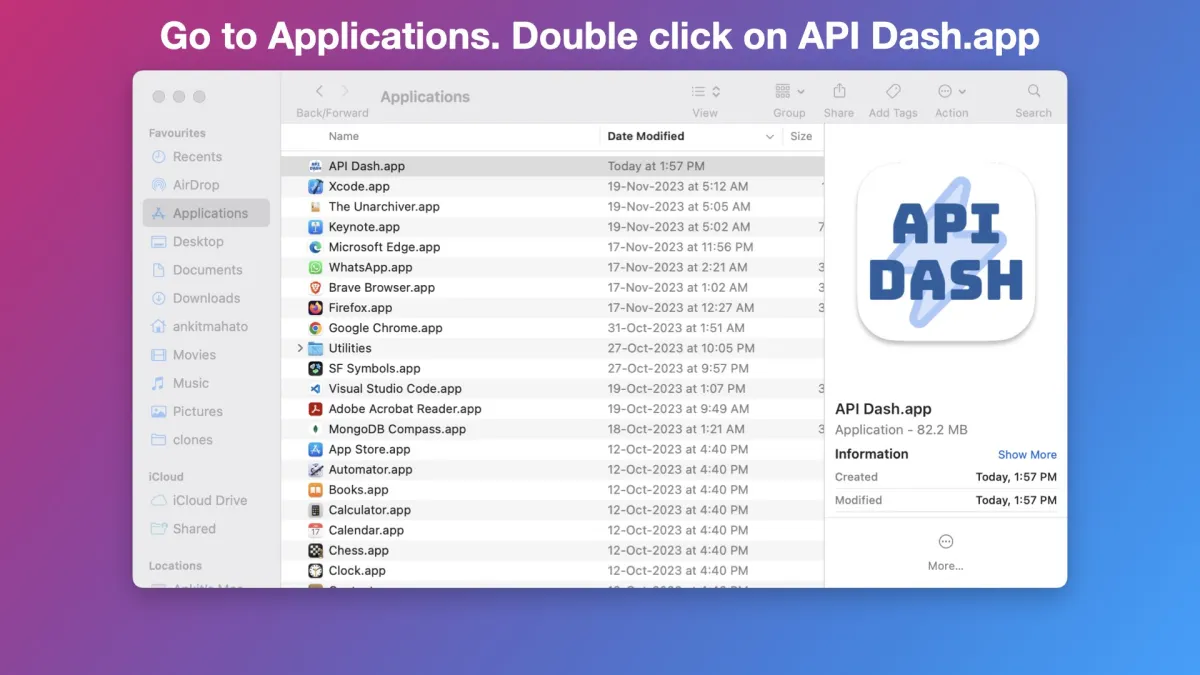 Go to Applications. Double click on API Dash.app
Back/Forward
Applications
View
Group
Share
Add Tags
Action
Search
Favourites
Recents
AirDrop
Applications
Desktop
Documents
Downloads
ankitmahato
Movies
Music
Pictures
clones
iCloud
iCloud Drive
Shared
Locations
Name Date Modified Size
API Dash.app Today at 1:57 PM
Xcode.app 19-Nov-2023 at 5:12 AM
The Unarchiver.app 19-Nov-2023 at 5:05 AM
Keynote.app 19-Nov-2023 at 5:02 AM 7
Microsoft Edge.app 17-Nov-2023 at 11:56 PM
WhatsApp.app 17-Nov-2023 at 2:21 AM 3
Brave Browser.app 17-Nov-2023 at 1:02 AM 3
Firefox.app 17-Nov-2023 at 12:27 AM 3
Google Chrome.app 31-Oct-2023 at 1:51 AM
Utilities 27-Oct-2023 at 10:05 PM
SF Symbols.app 27-Oct-2023 at 9:57 PM
Visual Studio Code.app 19-Oct-2023 at 1:07 PM 3
Adobe Acrobat Reader.app 19-Oct-2023 at 9:49 AM
MongoDB Compass.app 18-Oct-2023 at 1:21 AM 3
App Store.app 12-Oct-2023 at 4:40 PM
Automator.app 12-Oct-2023 at 4:40 PM
Books.app 12-Oct-2023 at 4:40 PM
Calculator.app 12-Oct-2023 at 4:40 PM
Calendar.app 12-Oct-2023 at 4:40 PM
Chess.app 12-Oct-2023 at 4:40 PM
Clock.app 12-Oct-2023 at 4:40 PM
API
DASH
API Dash.app
Application - 82.2 MB
Information Show More
Created Today, 1:57 PM
Modified Today, 1:57 PM
More...